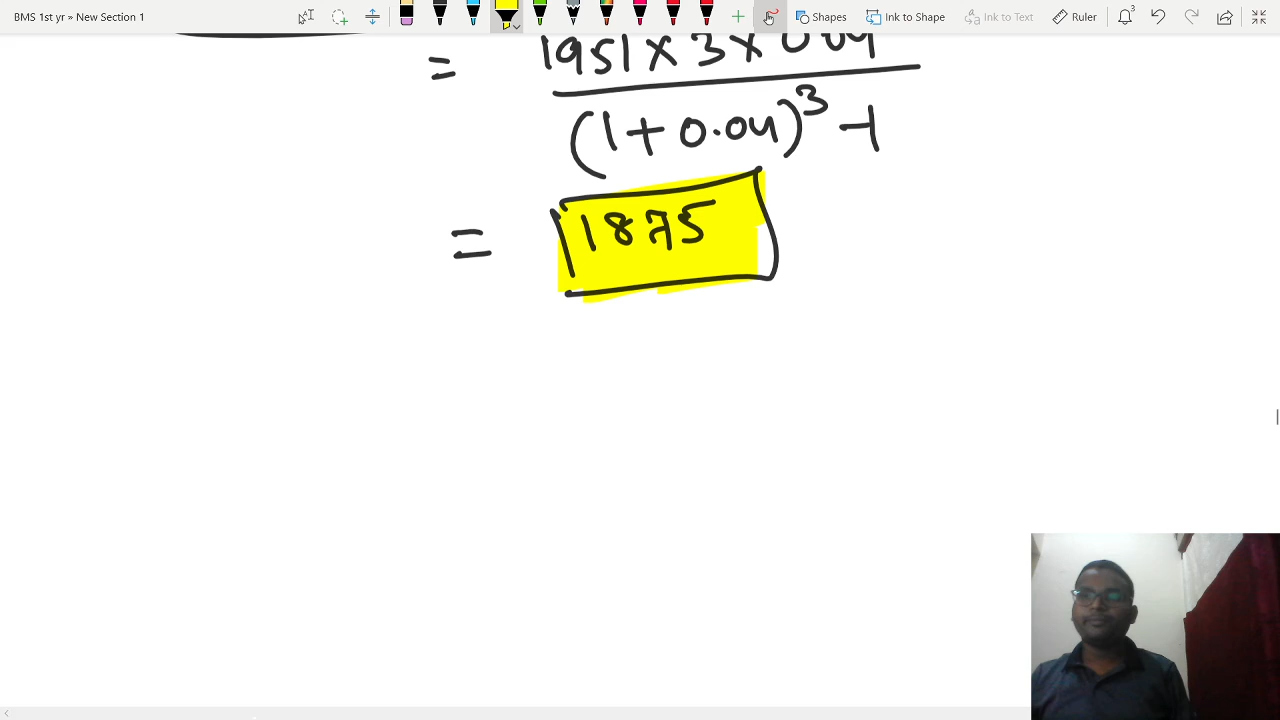 BMS 1st yr » New Section 1
Shapes
Ink to Shape
Ink to Text
Ruler
3
= 1951 x 3 x 0.04
(1+0.04)³ -1
= 1875